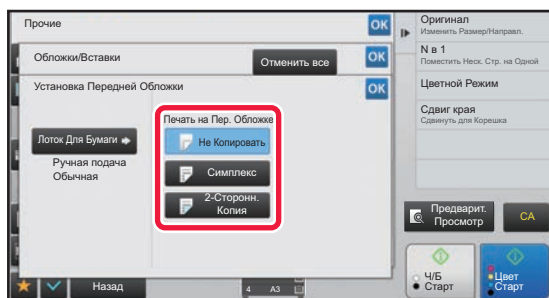 Прочие
OK
Обложки/Вставки
Отменить все
OK
Установка Передней Обложки
OK
Печать на Пер. Обложке
Лоток Для Бумаги
Ручная подача
Обычная
Не Копировать
Симплекс
2-Сторонн.
Копия
Назад
4 A3
Оригинал
Изменить Размер/Направл.
N в 1
Поместить Неск. Стр. на Одной
Цветной Режим
Сдвиг края
Сдвинуть для Корешка
Предварит.
Просмотр
CA
Ч/Б
Старт
Цвет
Старт